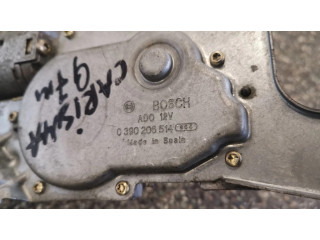 CARISMA
97m
BOSCH
ADO 12V
0 390 206 514
Made in Spain